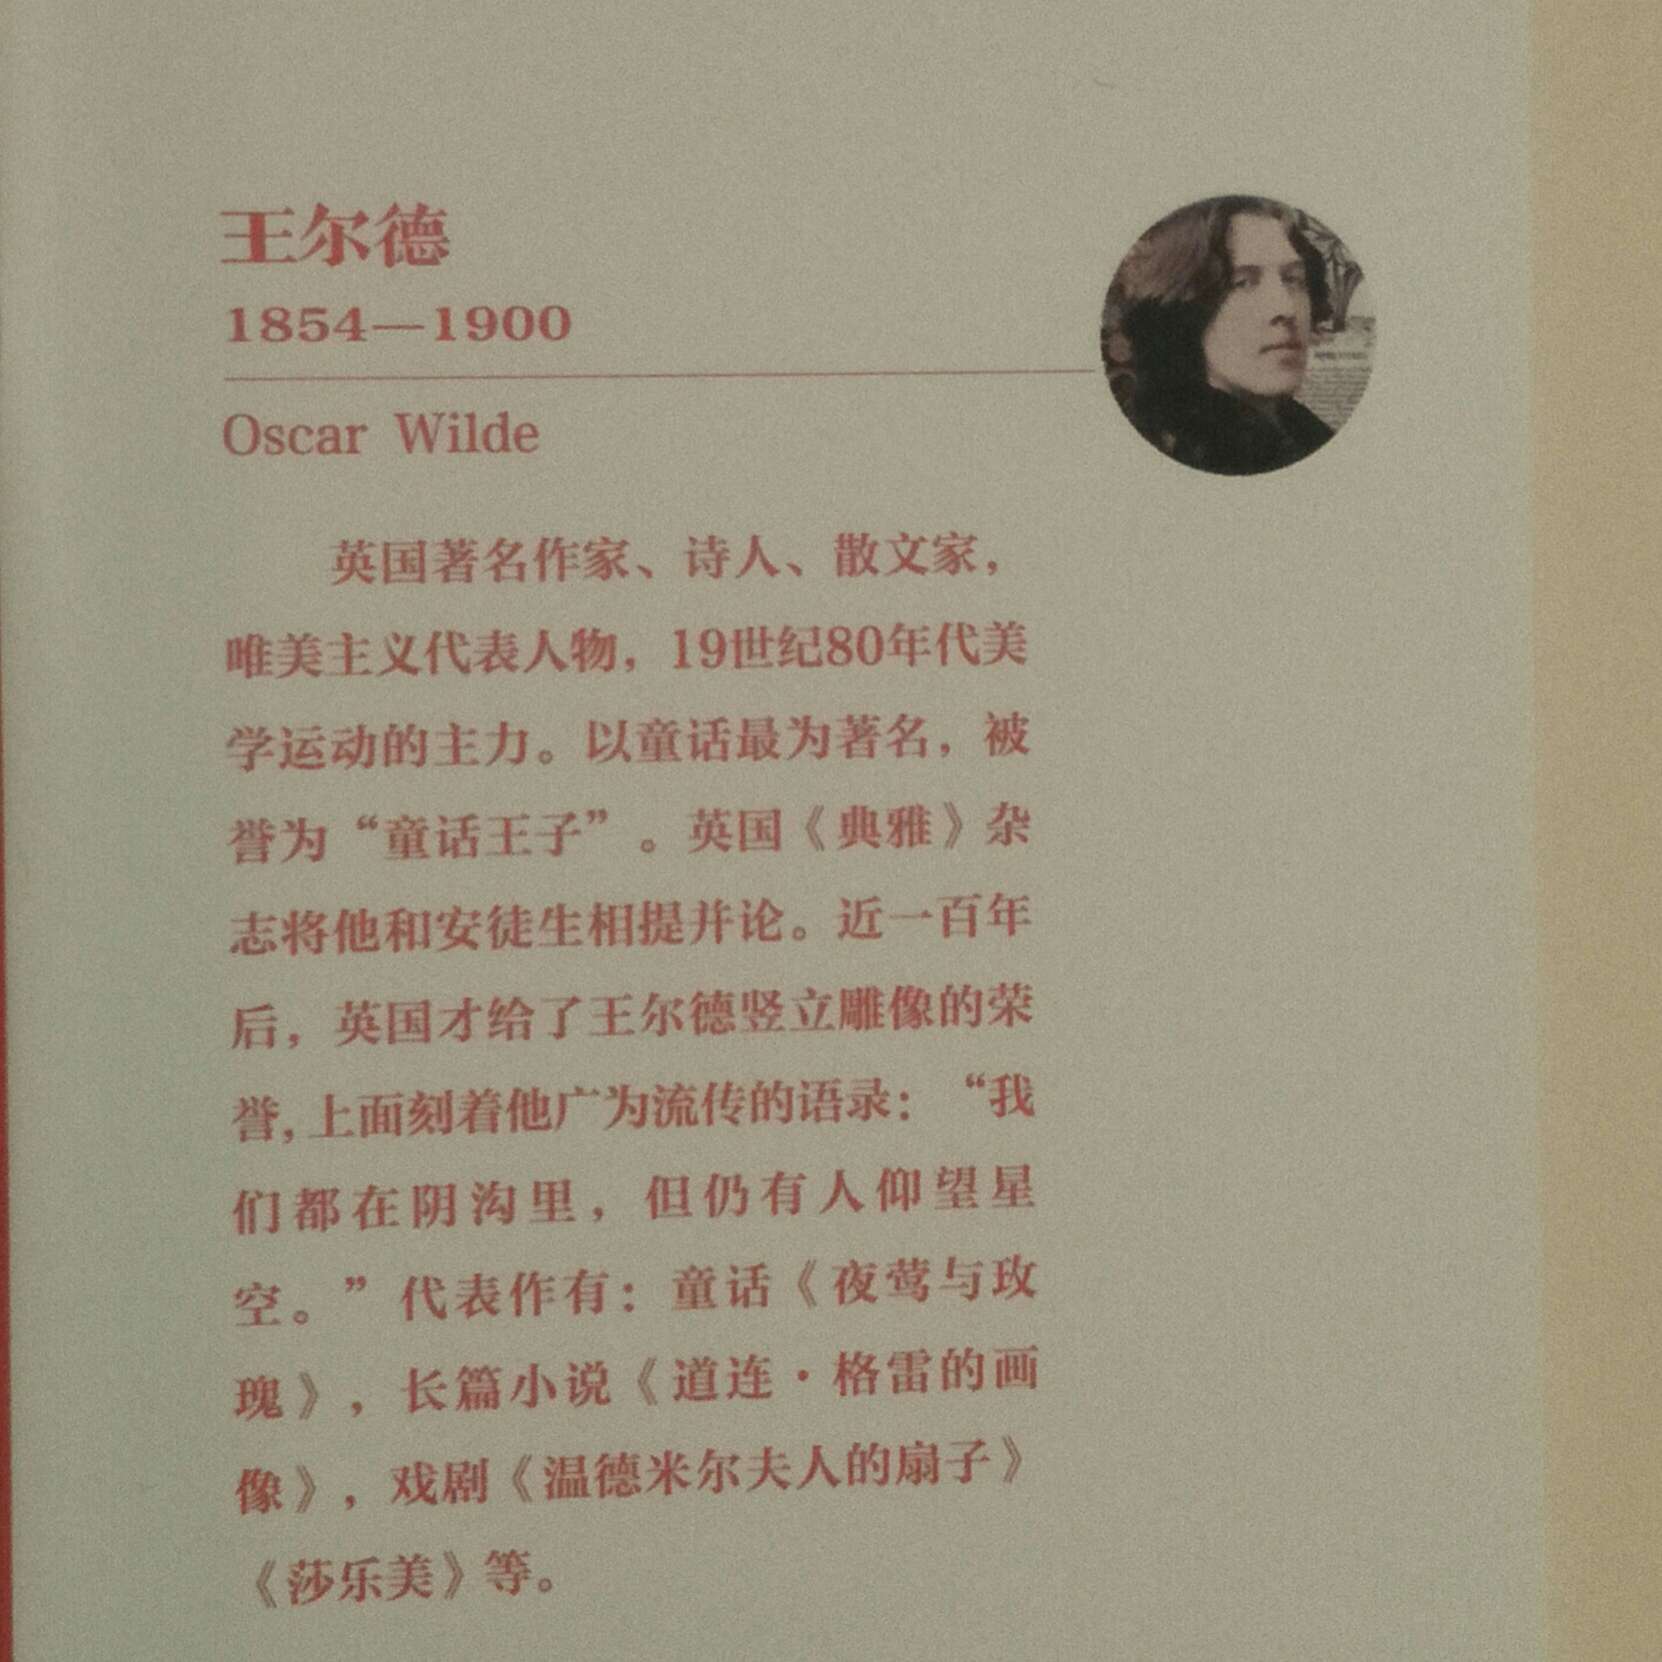 王尔德
1854—1900
Oscar Wilde
英国著名作家、诗人、散文家，
唯美主义代表人物，19世纪80年代美
学运动的主力。以童话最为著名，被
誉为“童话王子”。英国《典雅》杂
志将他和安徒生相提并论。近一百年
后，英国才给了王尔德竖立雕像的荣
誉，上面刻着他广为流传的语录：“我
们都在阴沟里，但仍有人仰望星
空。”代表作有：童话《夜莺与玫
瑰》，长篇小说《道连·格雷的画
像》，戏剧《温德米尔夫人的扇子》
《莎乐美》等。